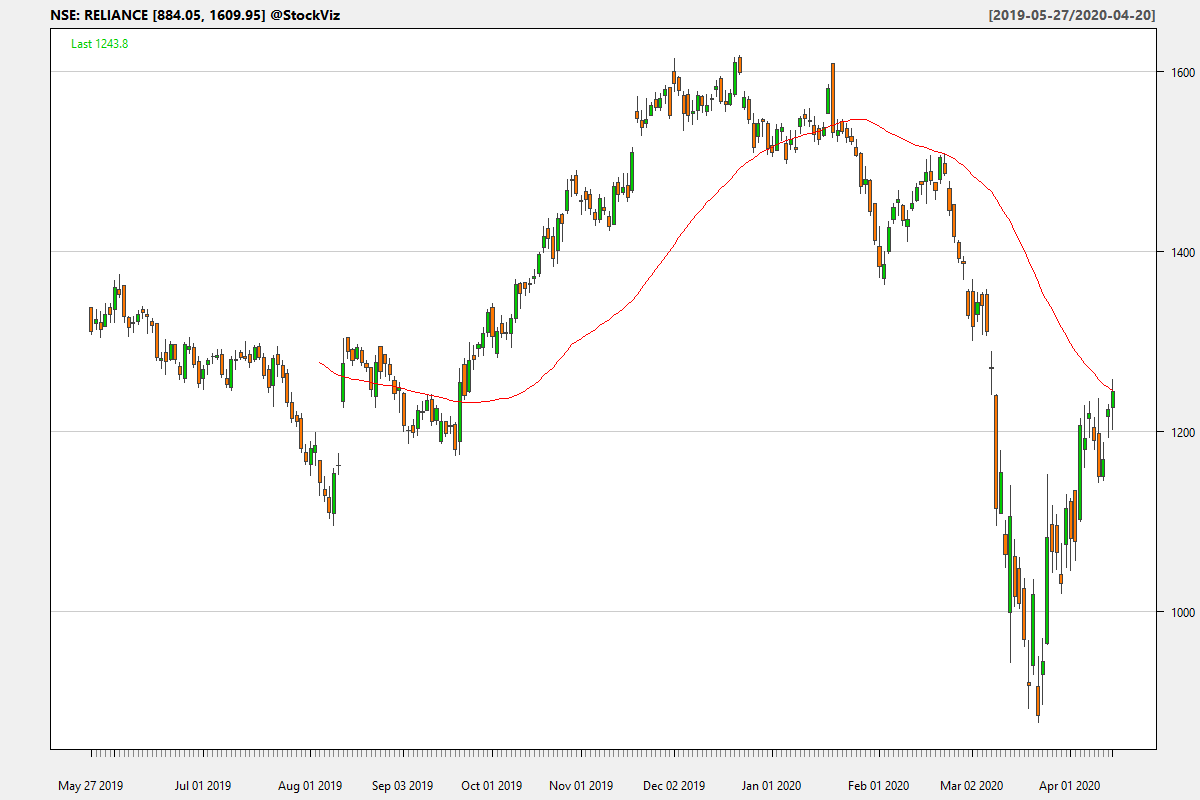 NSE: RELIANCE [884.05, 1609.95] @StockViz [2019-05-27/2020-04-20]
Last 1243.8
1600
1400
1200
1000
May 27 2019 Jul 01 2019 Aug 01 2019 Sep 03 2019 Oct 01 2019 Nov 01 2019 Dec 02 2019 Jan 01 2020 Feb 01 2020 Mar 02 2020 Apr 01 2020